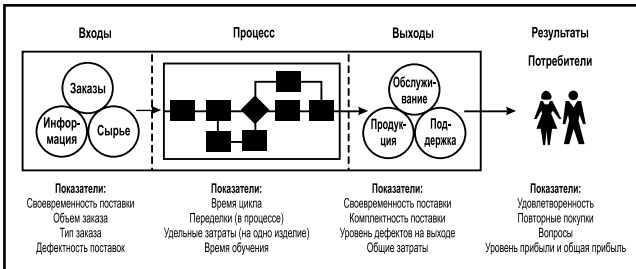 Входы
Процесс
Выходы
Результаты
Потребители
Заказы
Инфор-
мация
Сырье
Обслужи-
вание
Продук-
ция
Под-
держка
Показатели:
Своевременность поставки
Объем заказа
Тип заказа
Дефектность поставок
Показатели:
Время цикла
Переделки (в процессе)
Удельные затраты (на одно изделие)
Время обучения
Показатели:
Своевременность поставки
Комплектность поставки
Уровень дефектов на выходе
Общие затраты
Показатели:
Удовлетворенность
Повторные покупки
Вопросы
Уровень прибыли и общая прибыль